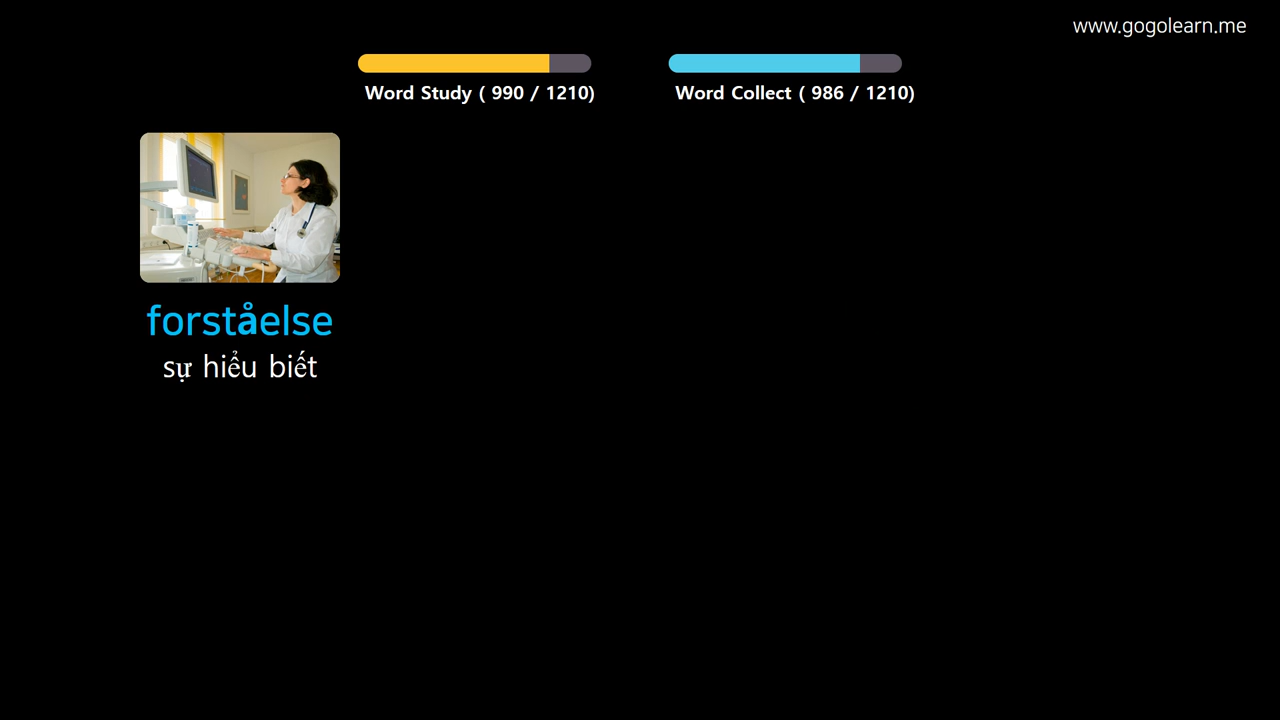 www.gogolearn.me
Word Study ( 990 / 1210)
Word Collect ( 986 / 1210)
forståelse
sự hiểu biết